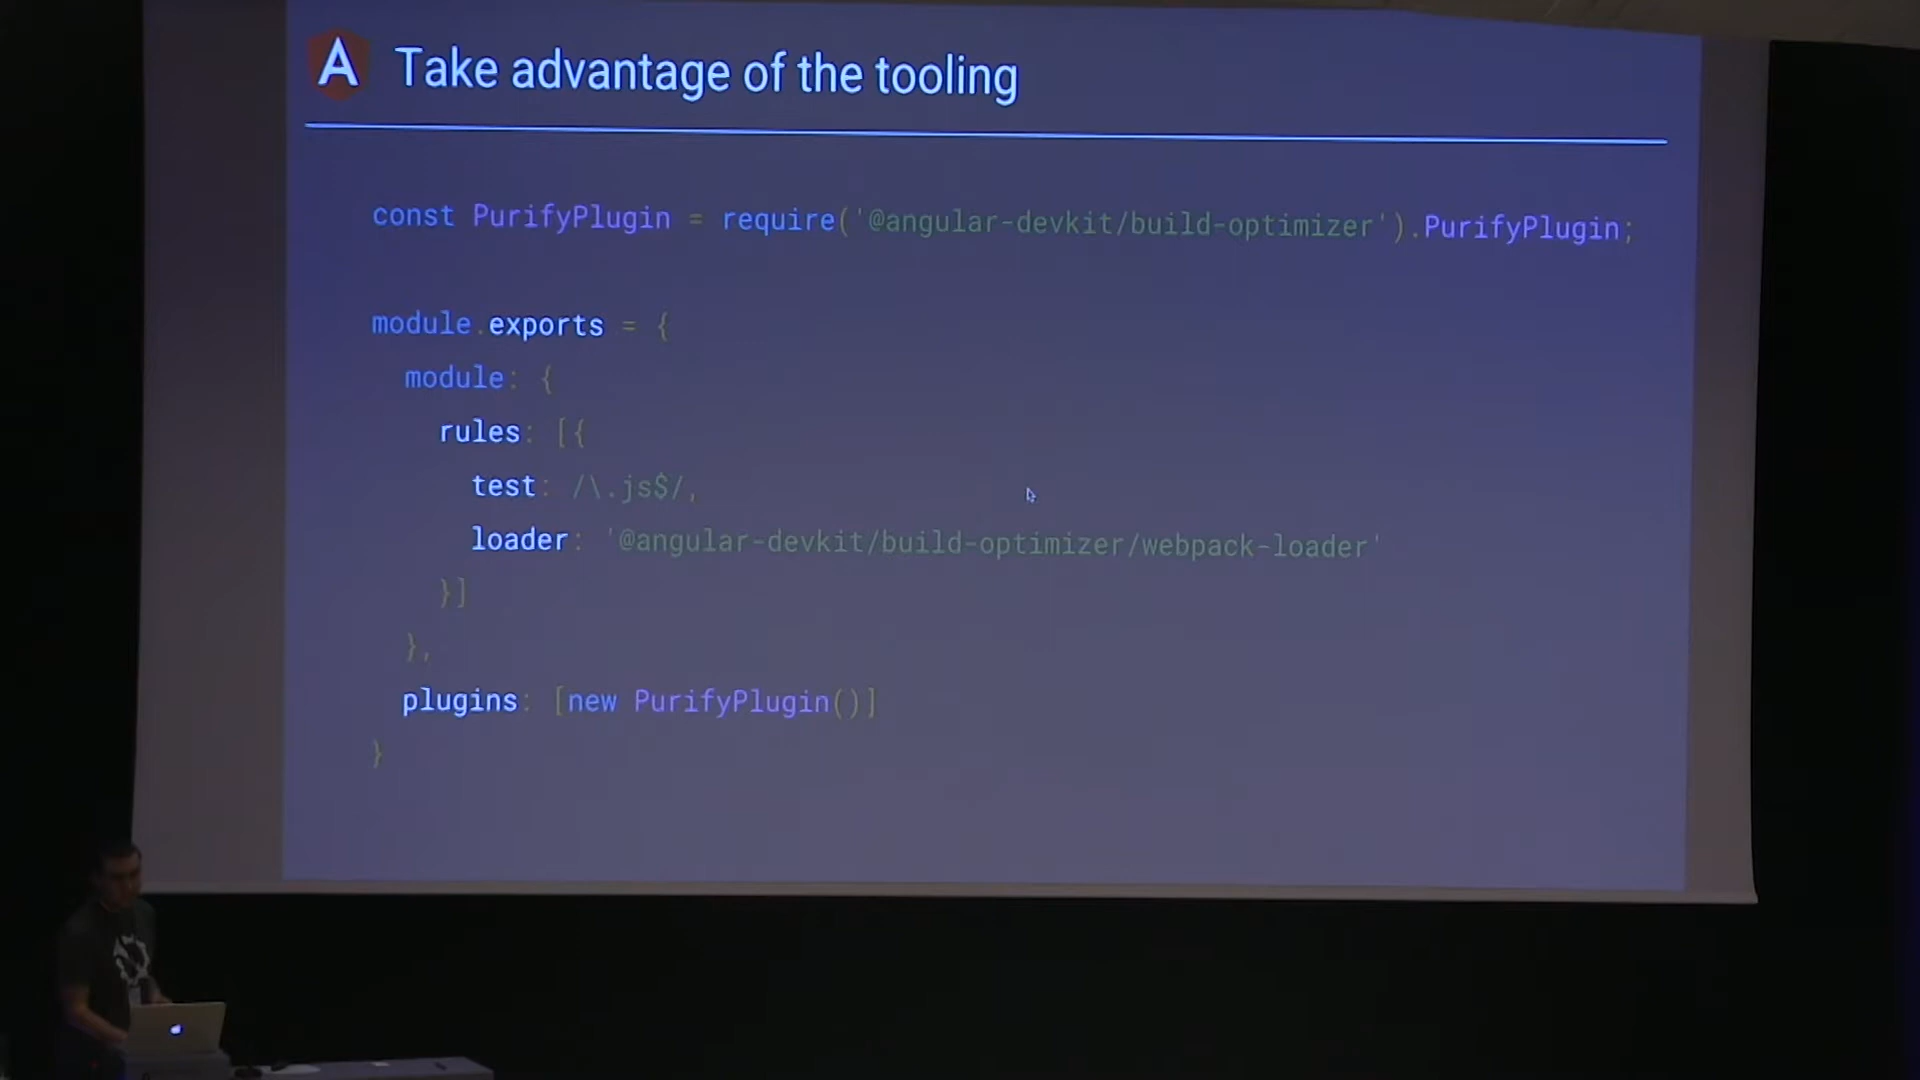 A Take advantage of the tooling
const PurifyPlugin = require('@angular-devkit/build-optimizer').PurifyPlugin;
module.exports = {
module: {
rules: [{
test: /\.js$/,
loader: '@angular-devkit/build-optimizer/webpack-loader'
}]
},
plugins: [new PurifyPlugin()]
}